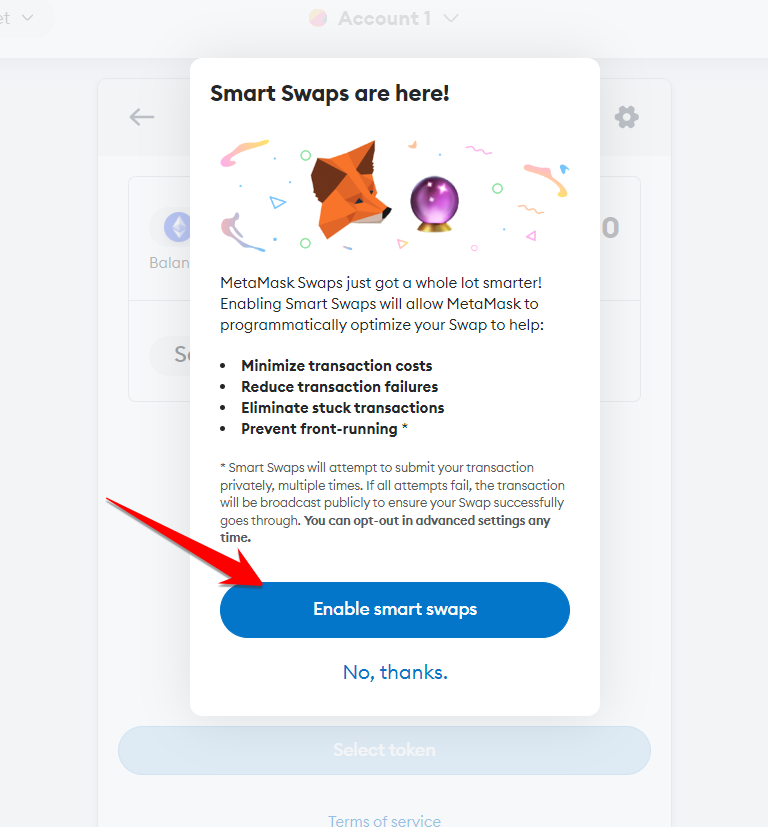 et
Account 1
Smart Swaps are here!
0
Balan
MetaMask Swaps just got a whole lot smarter!
Enabling Smart Swaps will allow MetaMask to
programmatically optimize your Swap to help:
Se
• Minimize transaction costs
• Reduce transaction failures
• Eliminate stuck transactions
• Prevent front-running *
* Smart Swaps will attempt to submit your transaction
privately, multiple times. If all attempts fail, the transaction
will be broadcast publicly to ensure your Swap successfully
goes through. You can opt-out in advanced settings any
time.
Enable smart swaps
No, thanks.
Select token
Terms of service